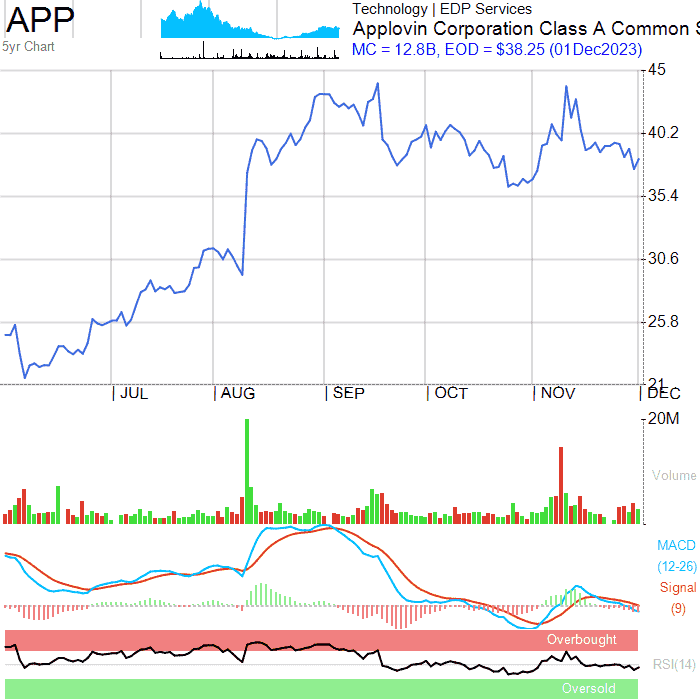 APP
5yr Chart
Technology | EDP Services
Applovin Corporation Class A Common S
MC = 12.8B, EOD = $38.25 (01Dec2023)
45
40.2
35.4
30.6
25.8
21
| JUL | AUG | SEP | OCT | NOV | DEC
20M
Volume
MACD
(12-26)
Signal
(9)
Overbought
RSI(14)
Oversold